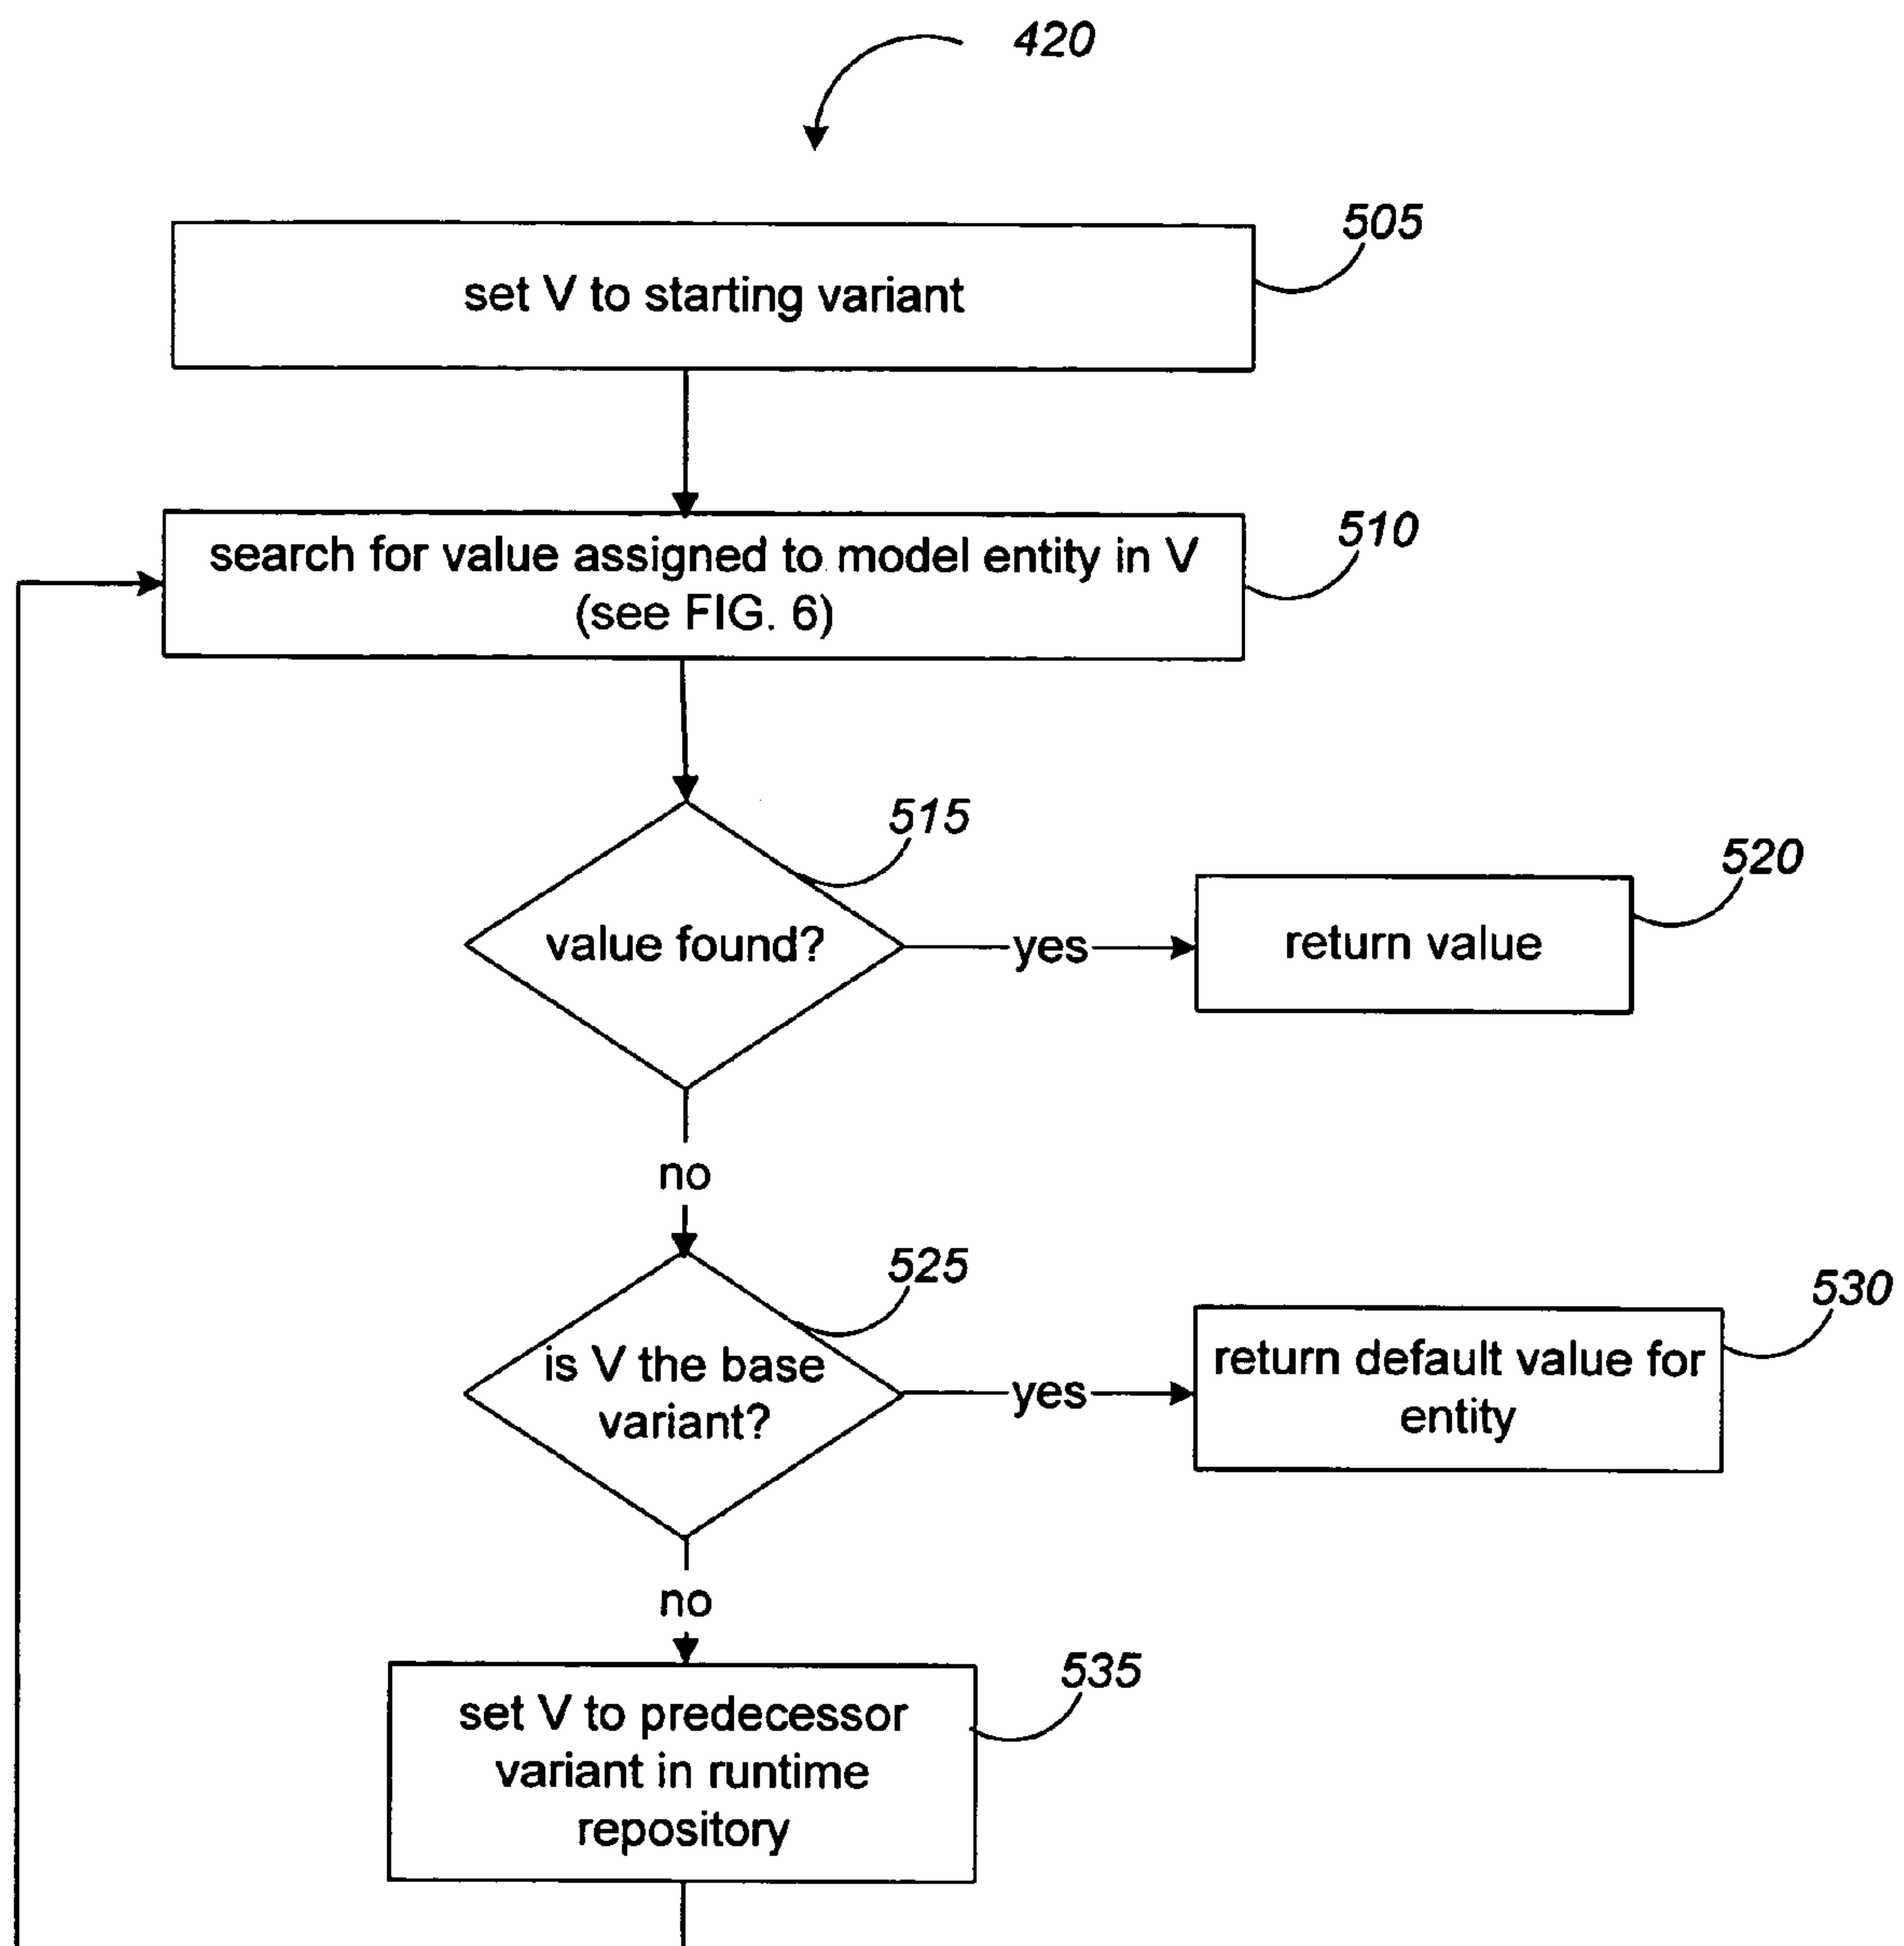 420
505
set V to starting variant
510
search for value assigned to model entity in V
(see FIG. 6)
515
value found?
yes
520
return value
no
525
is V the base
variant?
yes
530
return default value for
entity
no
535
set V to predecessor
variant in runtime
repository